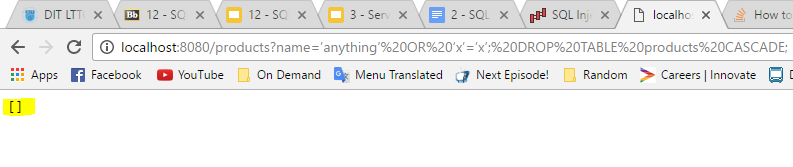 DIT LTT 12 - SQ 12 - SQ 3 - Serv 2 - SQL SQL Inje localho How to
localhost:8080/products?name='anything'%20OR%20'x'='x';%20DROP%20TABLE%20products%20CASCADE;
Apps Facebook YouTube On Demand Menu Translated Next Episode! Random Careers | Innovate D
[]